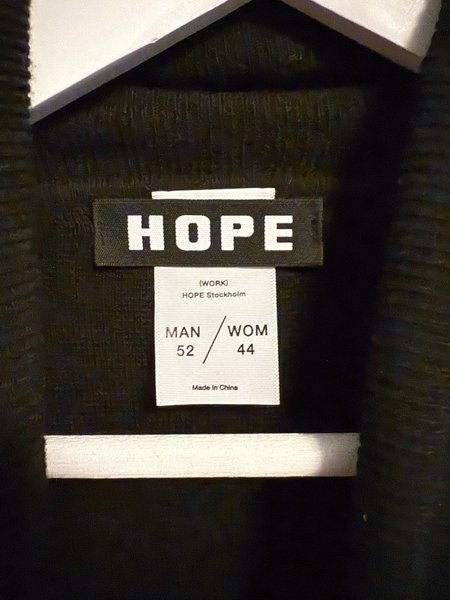 HOPE
(WORK)
HOPE Stockholm
MAN / WOM
52 44
Made in China